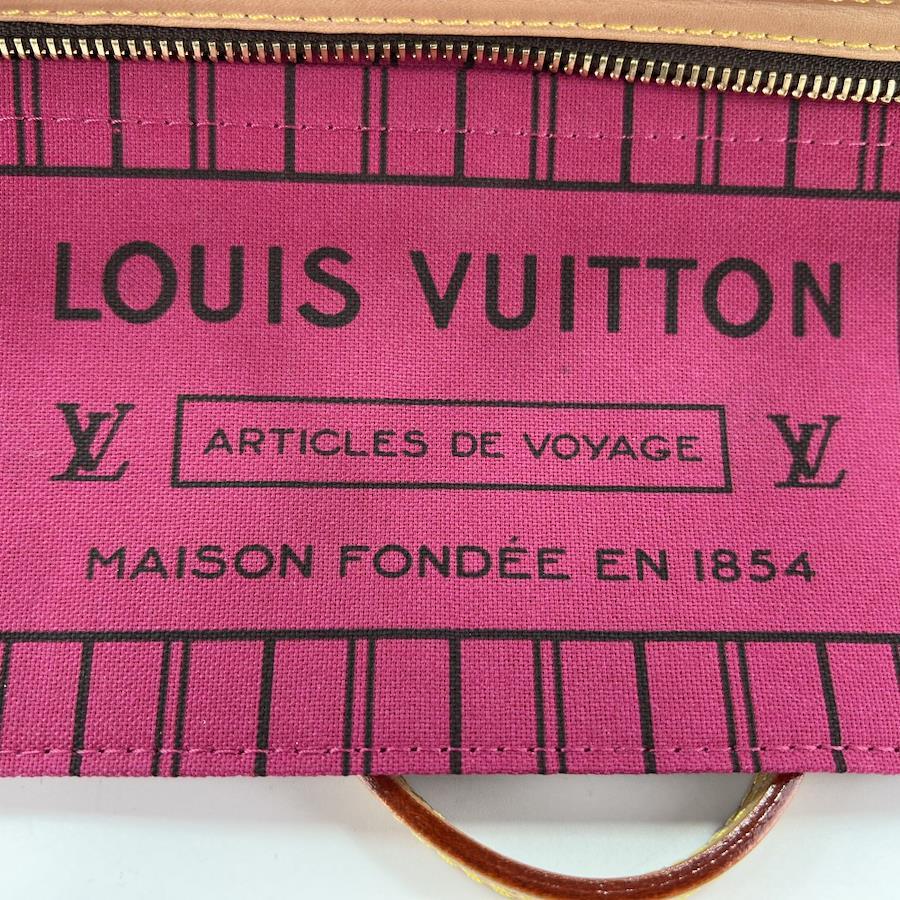 LOUIS VUITTON
LV ARTICLES DE VOYAGE LV
MAISON FONDÉE EN 1854